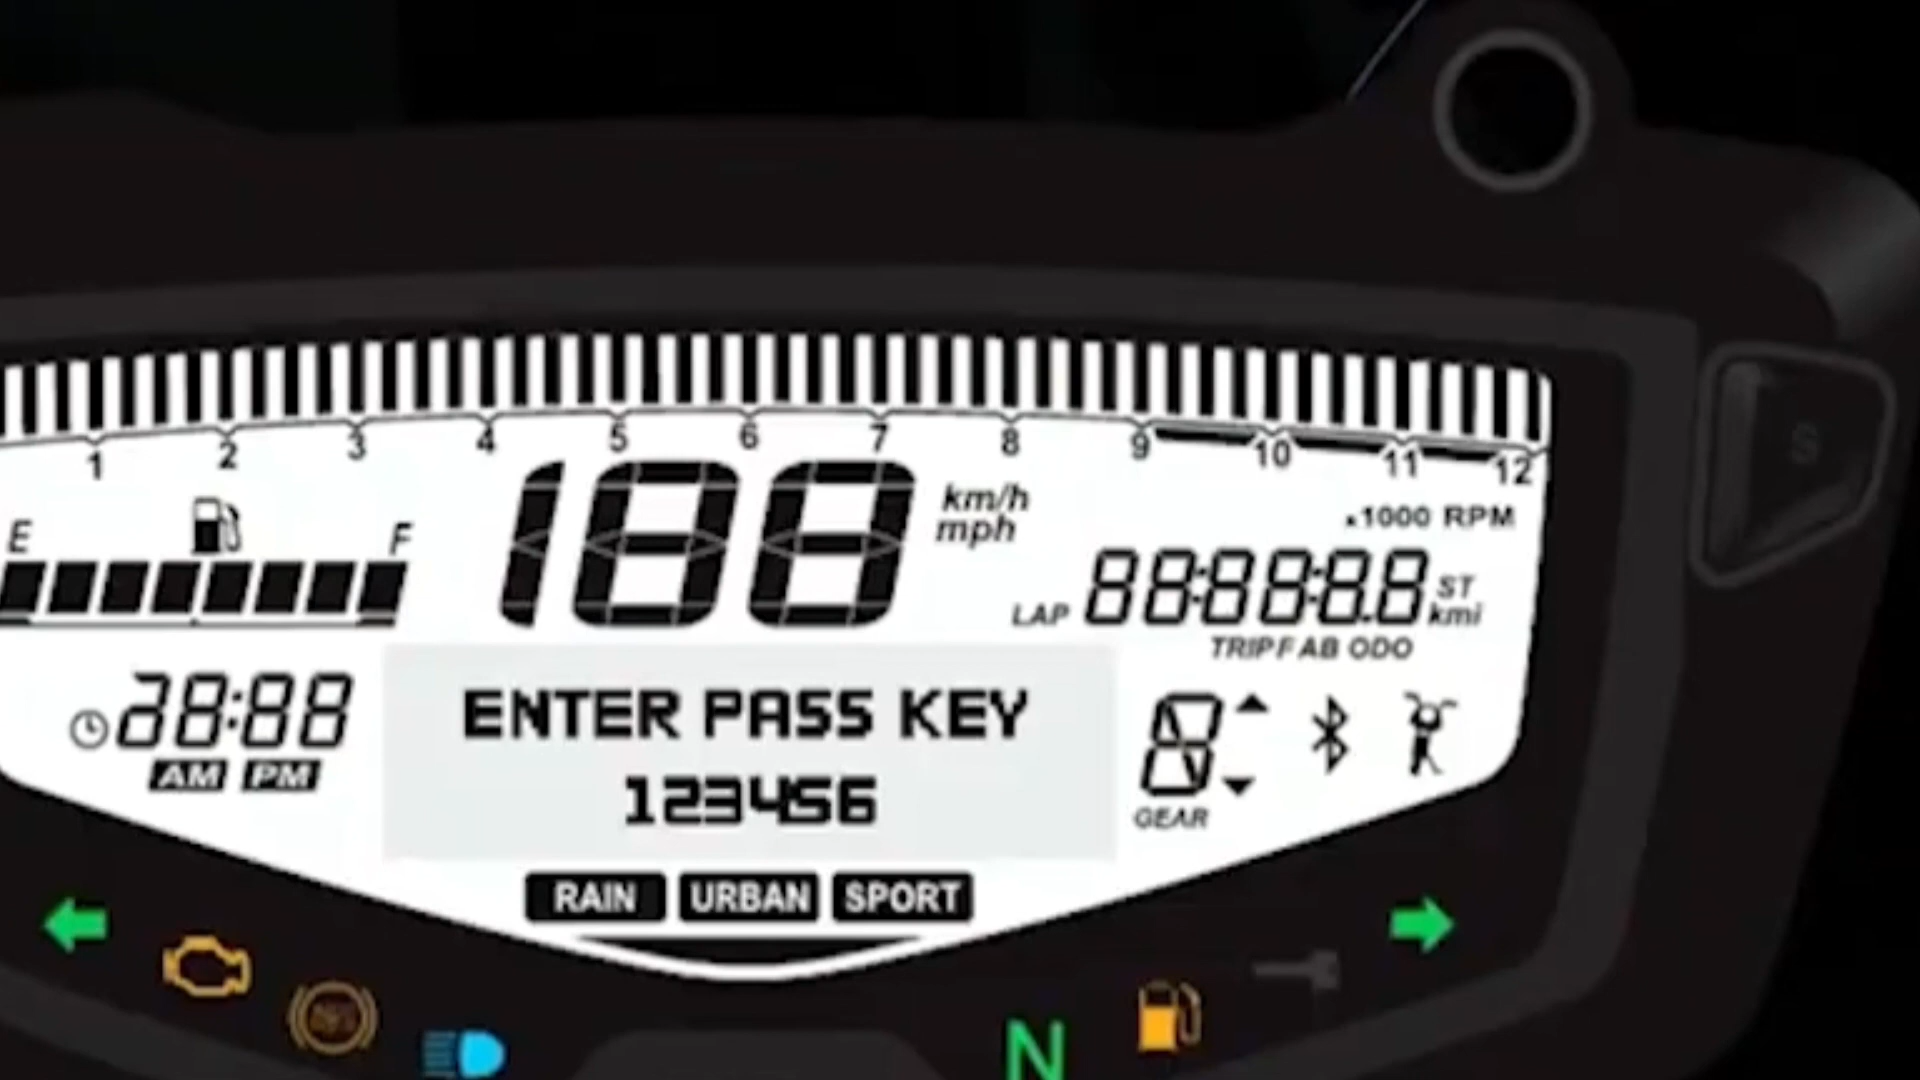 1 2 3 4 5 6 7 8 9 10 11 12
x1000 RPM
E F
188 km/h
mph
LAP 88:88:8.8 ST
kmi
TRIP F AB ODO
28:88
AM PM
ENTER PASS KEY
123456
8
GEAR
RAIN URBAN SPORT
N
S